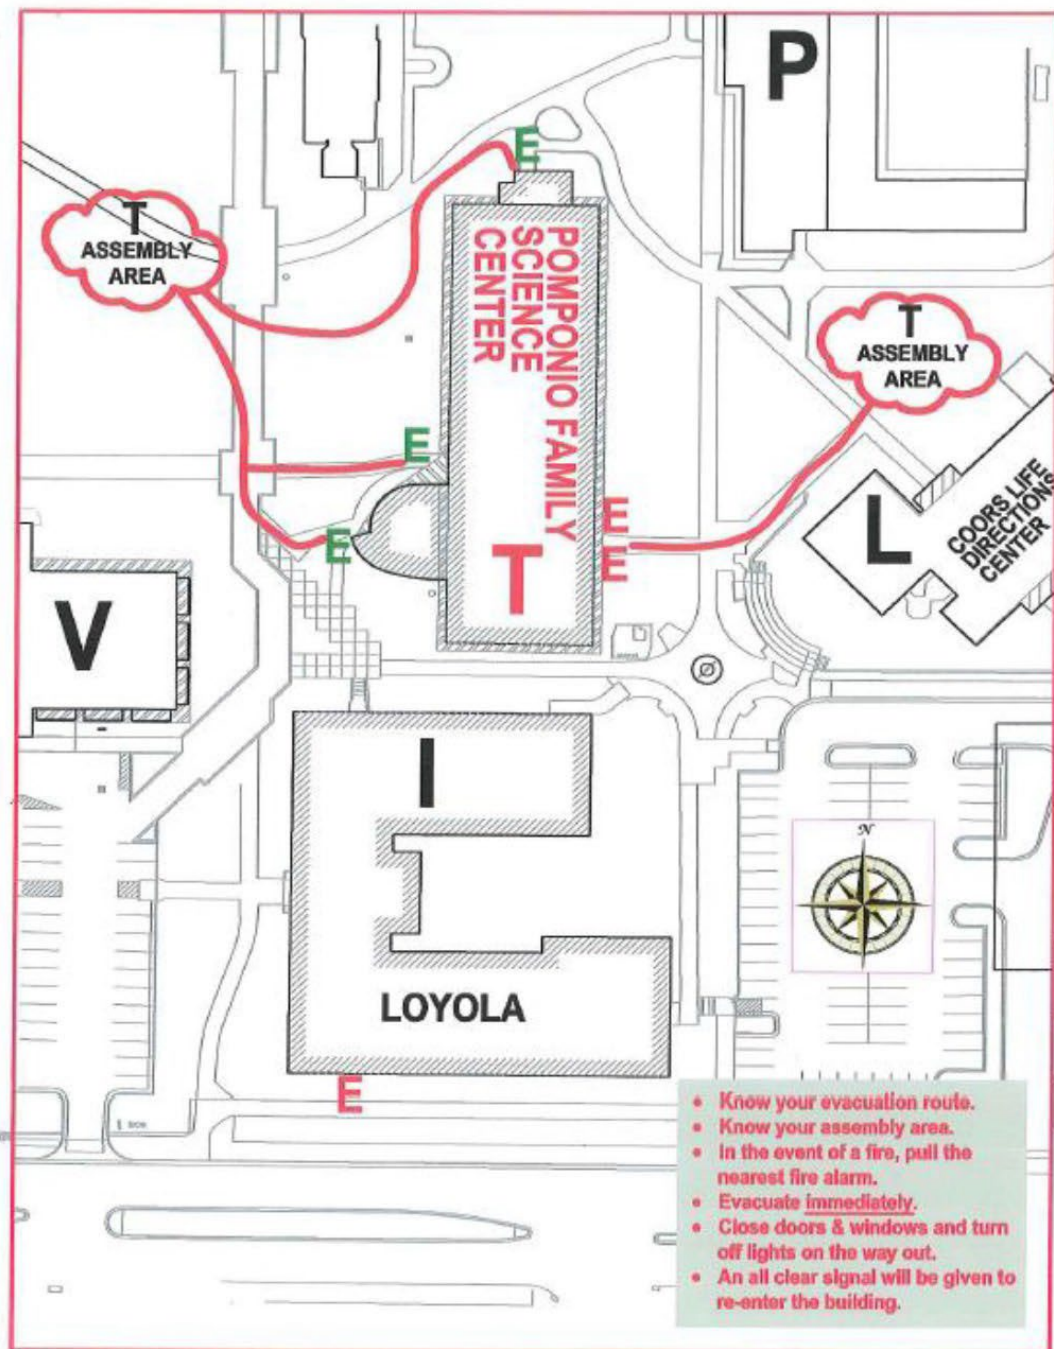 P
E
T
ASSEMBLY
AREA
POMPONIO FAMILY
SCIENCE
CENTER
T
ASSEMBLY
AREA
E
E
E
E
T
L
COORS LIFE
DIRECTIONS
CENTER
V
I
N
LOYOLA
E
• Know your evacuation route.
• Know your assembly area.
• In the event of a fire, pull the
nearest fire alarm.
• Evacuate immediately.
• Close doors & windows and turn
off lights on the way out.
• An all clear signal will be given to
re-enter the building.